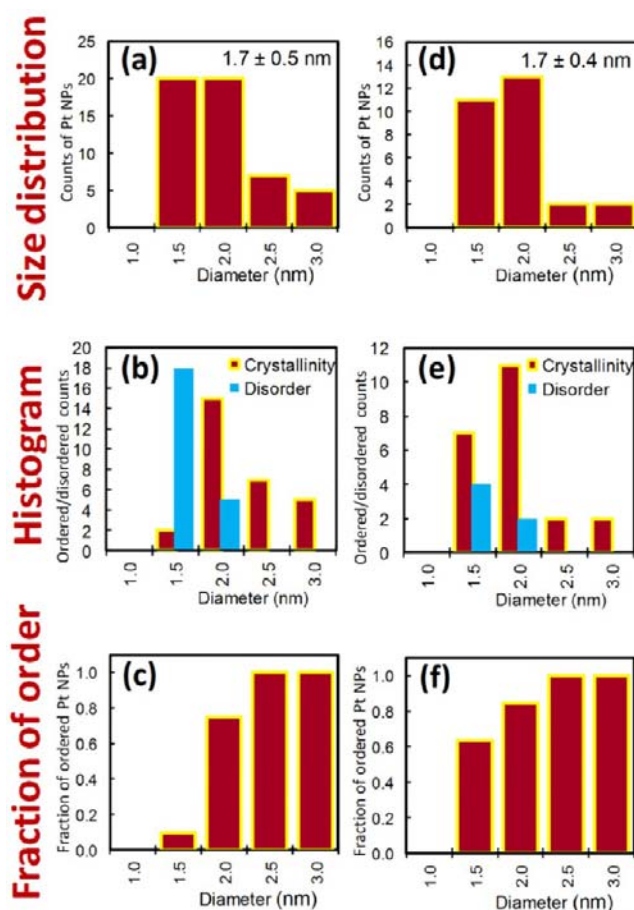 Size distribution
(a)
1.7 ± 0.5 nm
Counts of Pt NPs
25
20
15
10
5
0
1.0
1.5
2.0
2.5
3.0
Diameter (nm)
(d)
1.7 ± 0.4 nm
Counts of Pt NPs
16
14
12
10
8
6
4
2
0
1.0
1.5
2.0
2.5
3.0
Diameter (nm)
Histogram
(b)
Crystallinity
Disorder
Ordered/disordered counts
20
18
16
14
12
10
8
6
4
2
0
1.0
1.5
2.0
2.5
3.0
Diameter (nm)
(e)
Crystallinity
Disorder
Ordered/disordered counts
12
10
8
6
4
2
0
1.0
1.5
2.0
2.5
3.0
Diameter (nm)
Fraction of order
(c)
Fraction of ordered Pt NPs
1.0
0.8
0.6
0.4
0.2
0.0
1.0
1.5
2.0
2.5
3.0
Diameter (nm)
(f)
Fraction of ordered Pt NPs
1.0
0.8
0.6
0.4
0.2
0.0
1.0
1.5
2.0
2.5
3.0
Diameter (nm)